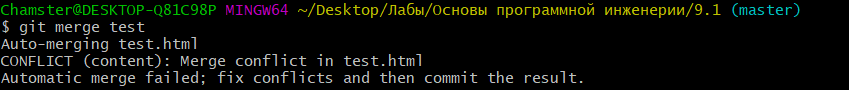 Chamster@DESKTOP-Q81C98P MINGW64 ~/Desktop/Лабы/Основы программной инженерии/9.1 (master)
$ git merge test
Auto-merging test.html
CONFLICT (content): Merge conflict in test.html
Automatic merge failed; fix conflicts and then commit the result.